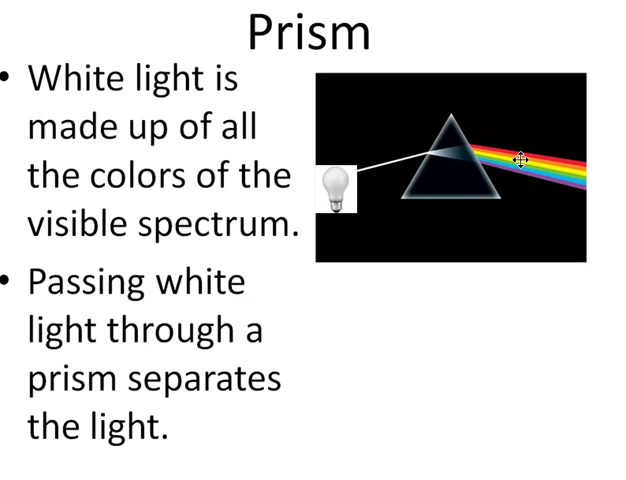 Prism
• White light is
made up of all
the colors of the
visible spectrum.
• Passing white
light through a
prism separates
the light.